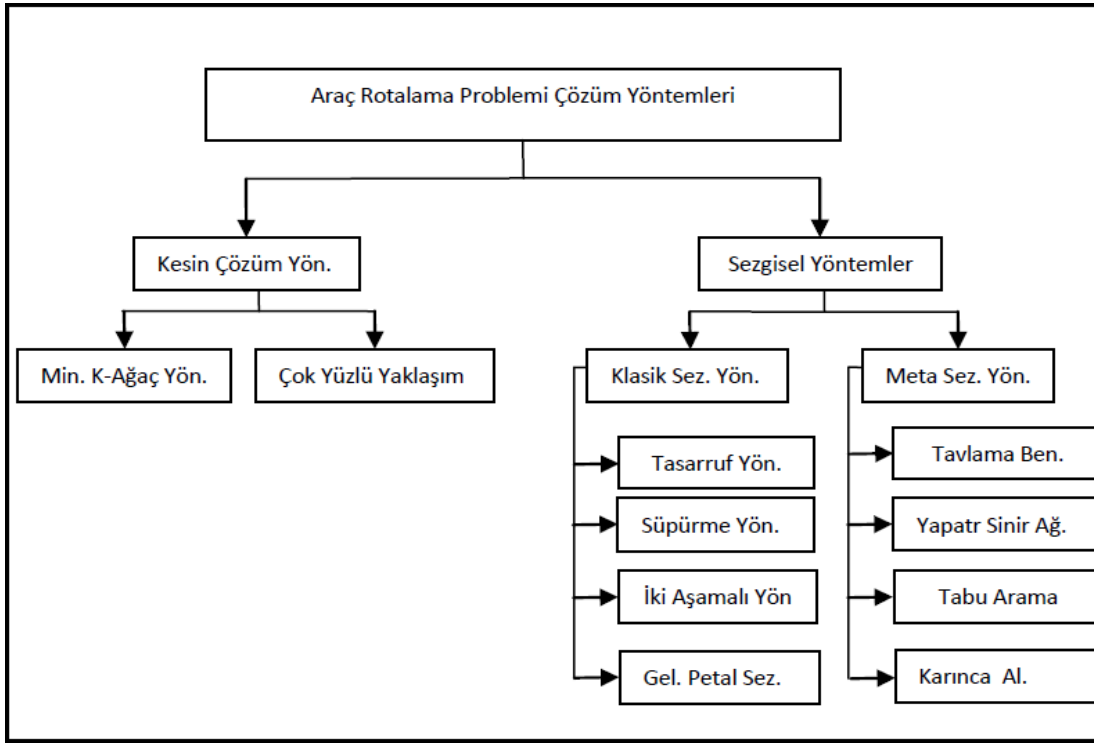 Araç Rotalama Problemi Çözüm Yöntemleri
Kesin Çözüm Yön.
Sezgisel Yöntemler
Min. K-Ağaç Yön.
Çok Yüzlü Yaklaşım
Klasik Sez. Yön.
Meta Sez. Yön.
Tasarruf Yön.
Süpürme Yön.
İki Aşamalı Yön
Gel. Petal Sez.
Tavlama Ben.
Yapatr Sinir Ağ.
Tabu Arama
Karınca Al.